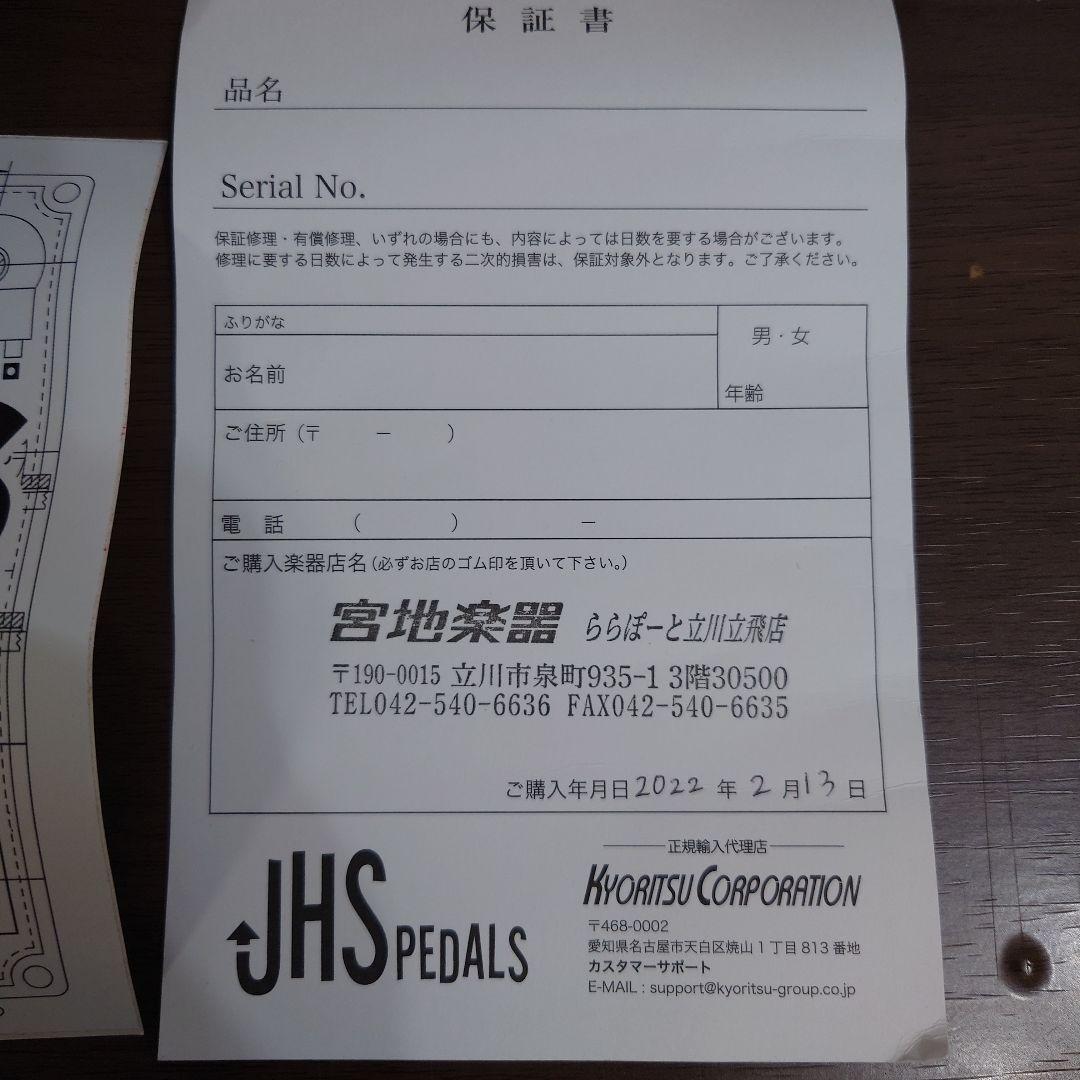 保証書
品名
Serial No.
保証修理・有償修理、いずれの場合にも、内容によっては日数を要する場合がございます。
修理に要する日数によって発生する二次的損害は、保証対象外となります。ご了承ください。
ふりがな
男・女
お名前
年齢
ご住所（〒　　－　　）
電　話　　（　　　）　　　－
ご購入楽器店名（必ずお店のゴム印を頂いて下さい。）
宮地楽器 ららぽーと立川立飛店
〒190-0015 立川市泉町935-1 3階30500
TEL042-540-6636 FAX042-540-6635
ご購入年月日2022年2月13日
正規輸入代理店
JHS PEDALS
KYORITSU CORPORATION
〒468-0002
愛知県名古屋市天白区焼山1丁目813番地
カスタマーサポート
E-MAIL : support@kyoritsu-group.co.jp